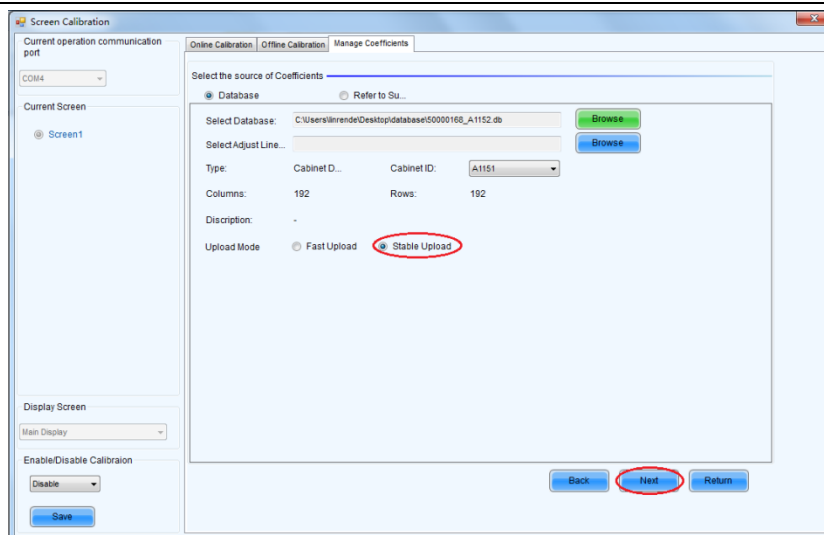 Screen Calibration
Current operation communication
port
COM4
Current Screen
Screen1
Display Screen
Main Display
Enable/Disable Calibraion
Disable
Save
Online Calibration Offline Calibration Manage Coefficients
Select the source of Coefficients
Database Refer to Su...
Select Database: C:\Users\linrende\Desktop\database\50000168_A1152.db Browse
Select Adjust Line... Browse
Type: Cabinet D... Cabinet ID: A1151
Columns: 192 Rows: 192
Discription: -
Upload Mode Fast Upload Stable Upload
Back Next Return